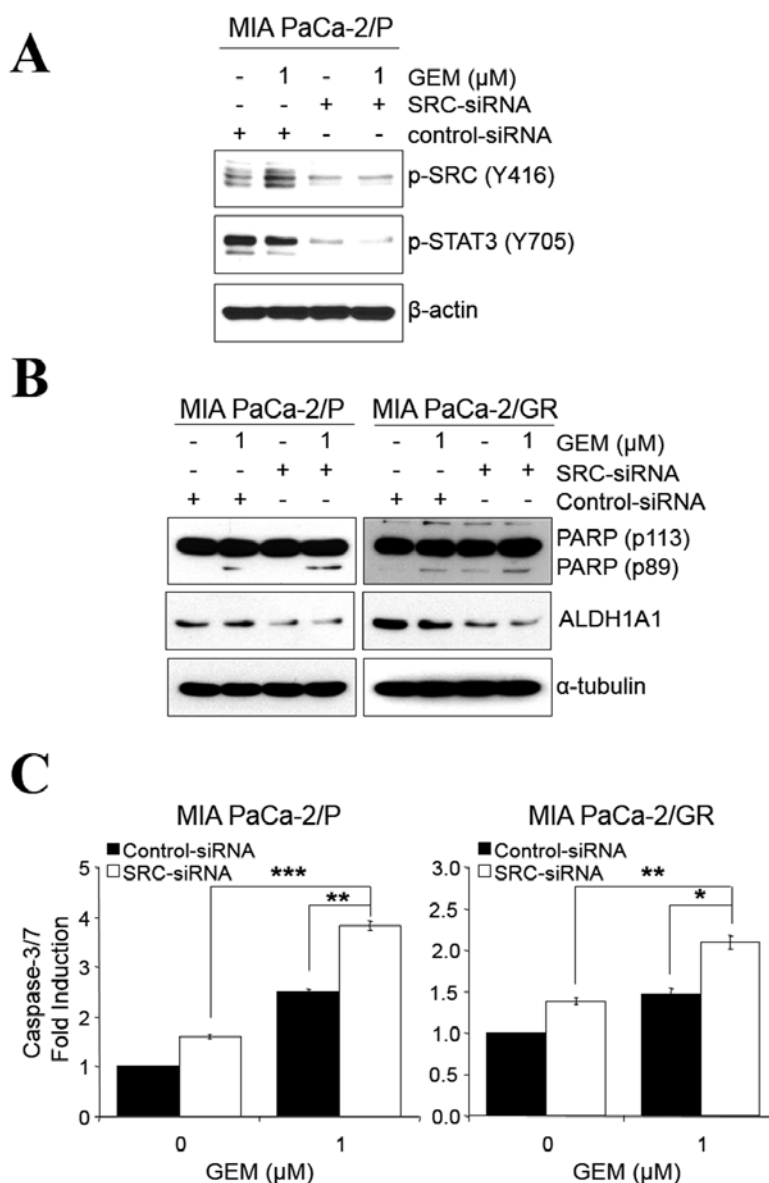 A
MIA PaCa-2/P
- 1 - 1 GEM (µM)
- - + + SRC-siRNA
+ + - - control-siRNA
p-SRC (Y416)
p-STAT3 (Y705)
β-actin
B
MIA PaCa-2/P MIA PaCa-2/GR
- 1 - 1 - 1 - 1 GEM (µM)
- - + + - - + + SRC-siRNA
+ + - - + + - - Control-siRNA
PARP (p113)
PARP (p89)
ALDH1A1
α-tubulin
C
MIA PaCa-2/P
Control-siRNA
SRC-siRNA
***
**
5
4
3
2
1
0
Caspase-3/7
Fold Induction
0 1
GEM (µM)
MIA PaCa-2/GR
Control-siRNA
SRC-siRNA
**
*
3.0
2.5
2.0
1.5
1.0
0.5
0.0
0 1
GEM (µM)